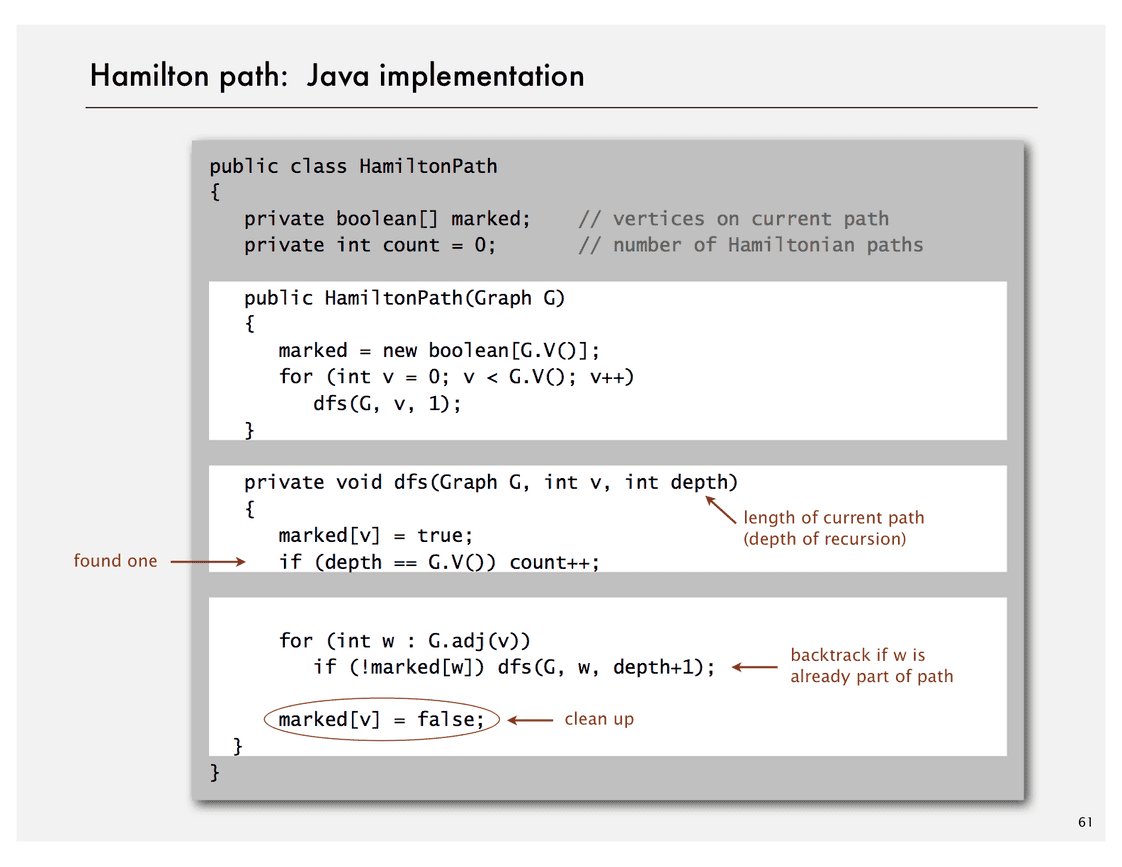 Hamilton path: Java implementation
public class HamiltonPath
{
private boolean[] marked; // vertices on current path
private int count = 0; // number of Hamiltonian paths
public HamiltonPath(Graph G)
{
marked = new boolean[G.V()];
for (int v = 0; v < G.V(); v++)
dfs(G, v, 1);
}
private void dfs(Graph G, int v, int depth)
{
length of current path
(depth of recursion)
marked[v] = true;
found one
if (depth == G.V()) count++;
for (int w : G.adj(v))
if (!marked[w]) dfs(G, w, depth+1);
backtrack if w is
already part of path
marked[v] = false;
clean up
}
}
61